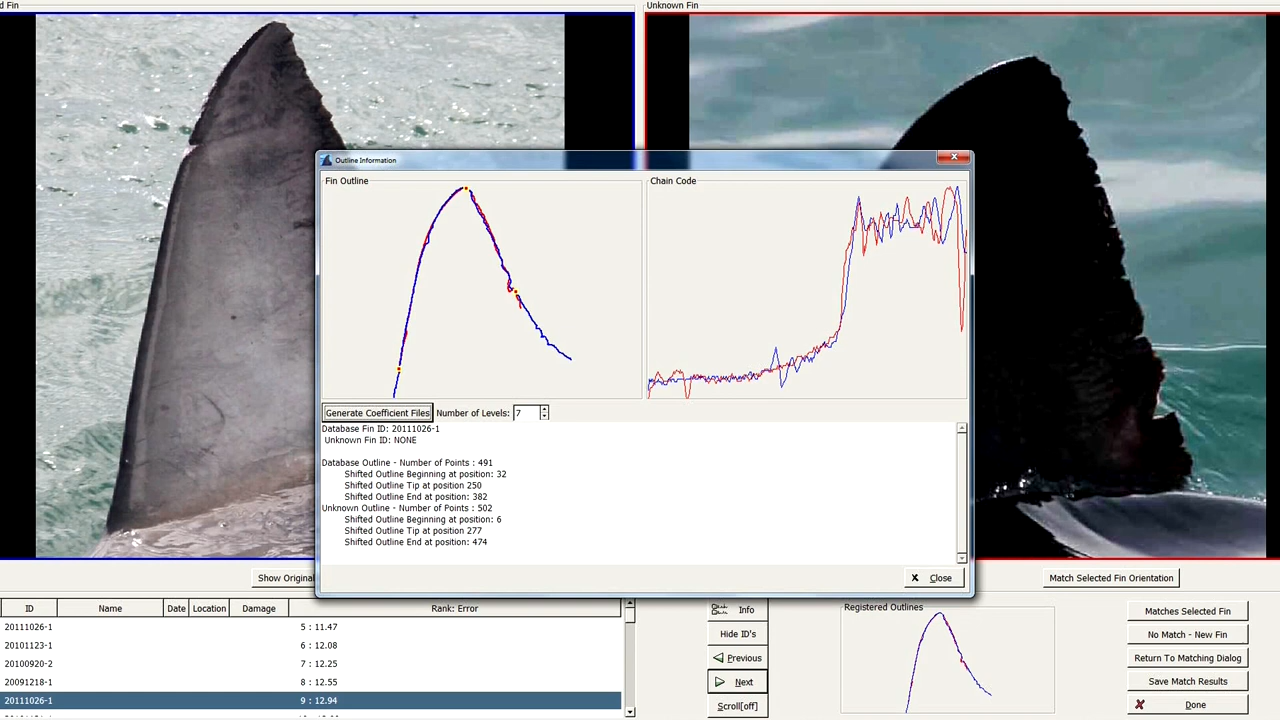 d Fin
Unknown Fin
Outline Information
Fin Outline
Chain Code
Generate Coefficient Files
Number of Levels: 7
Database Fin ID: 20111026-1
Unknown Fin ID: NONE
Database Outline - Number of Points : 491
Shifted Outline Beginning at position: 32
Shifted Outline Tip at position 250
Shifted Outline End at position: 382
Unknown Outline - Number of Points : 502
Shifted Outline Beginning at position: 6
Shifted Outline Tip at position 277
Shifted Outline End at position: 474
Close
Show Original
Match Selected Fin Orientation
ID Name Date Location Damage Rank: Error
20111026-1 5 : 11.47
20101123-1 6 : 12.08
20100920-2 7 : 12.25
20091218-1 8 : 12.55
20111026-1 9 : 12.94
Info
Hide ID's
Previous
Next
Scroll[off]
Registered Outlines
Matches Selected Fin
No Match - New Fin
Return To Matching Dialog
Save Match Results
Done